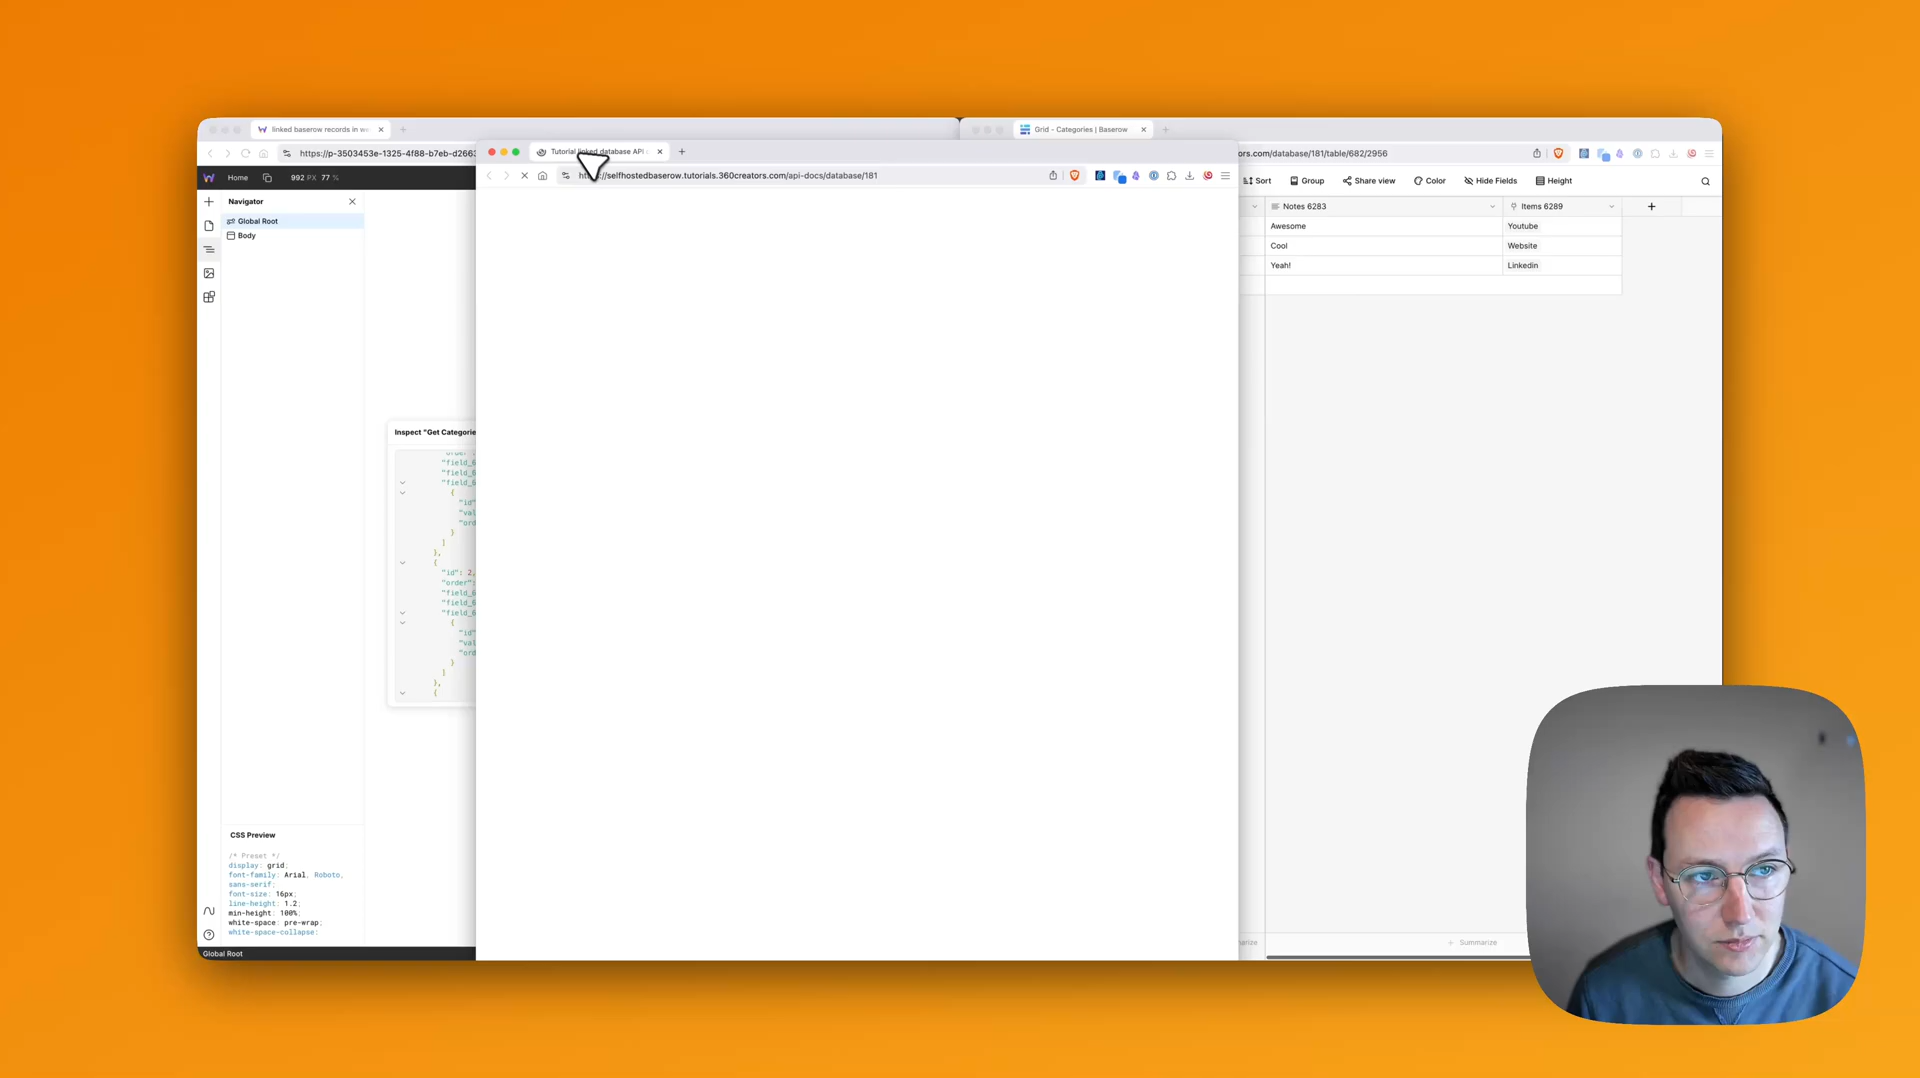 linked baserow records in we
Grid - Categories | Baserow
https://p-3503453e-1325-4f88-b7eb-d2663
Tutorial linked database API
ors.com/database/181/table/682/2956
selfhostedbaserow.tutorials.360creators.com/api-docs/database/181
Home
992 PX 77 %
Sort
Group
Share view
Color
Hide Fields
Height
Navigator
Global Root
Body
Notes 6283
Items 6289
Awesome
Youtube
Cool
Website
Yeah!
Linkedin
Inspect "Get Categorie
"field_6
"field_6
"field_6
{
"id"
"val
"ord
}
]
},
{
"id": 2,
"order":
"field_6
"field_6
"field_6
{
"id"
"val
"ord
}
]
},
{
CSS Preview
/* Preset */
display: grid;
font-family: Arial, Roboto,
sans-serif;
font-size: 16px;
line-height: 1.2;
min-height: 100%;
white-space: pre-wrap;
white-space-collapse:
Summarize
Global Root